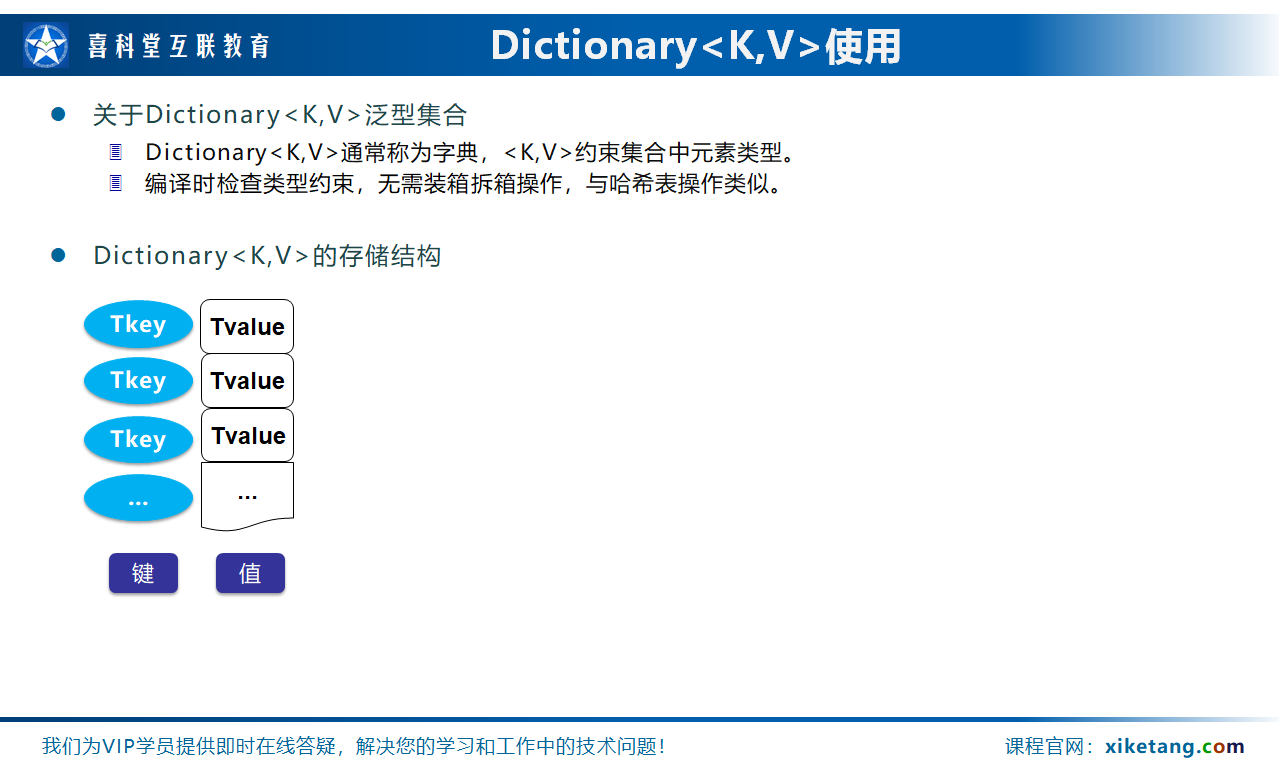 喜科堂互联教育
Dictionary<K,V>使用
关于Dictionary<K,V>泛型集合
Dictionary<K,V>通常称为字典，<K,V>约束集合中元素类型。
编译时检查类型约束，无需装箱拆箱操作，与哈希表操作类似。
Dictionary<K,V>的存储结构
Tkey Tvalue
Tkey Tvalue
Tkey Tvalue
... ...
键 值
我们为VIP学员提供即时在线答疑，解决您的学习和工作中的技术问题！
课程官网：xiketang.com